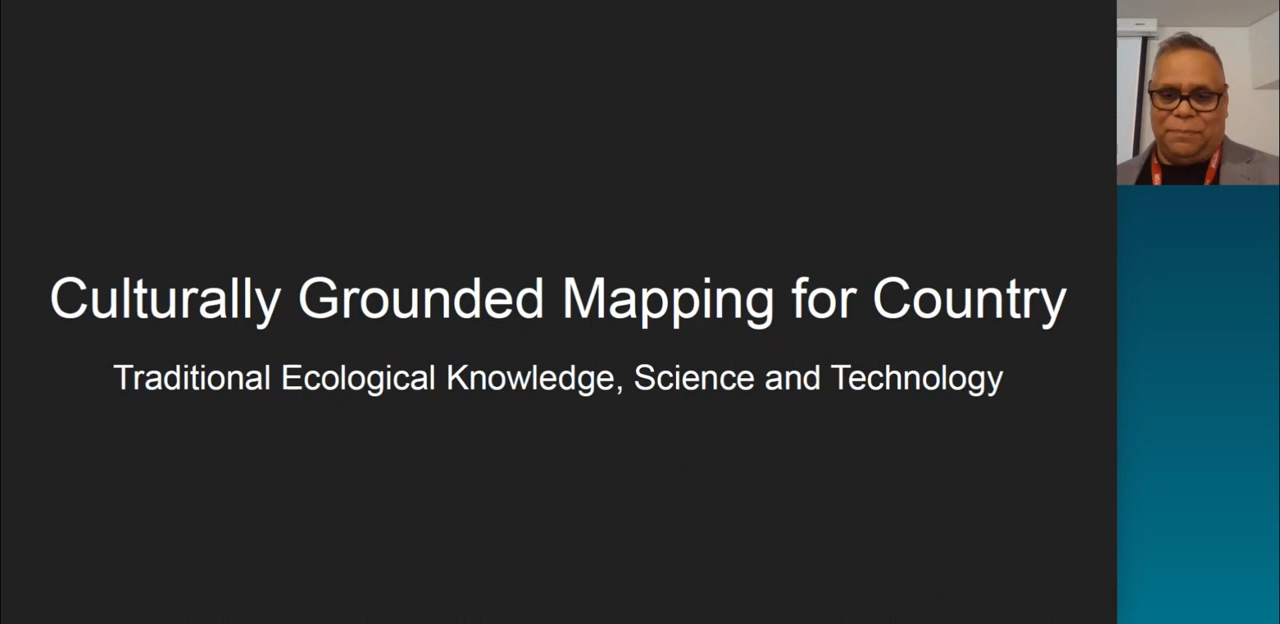 Culturally Grounded Mapping for Country
Traditional Ecological Knowledge, Science and Technology